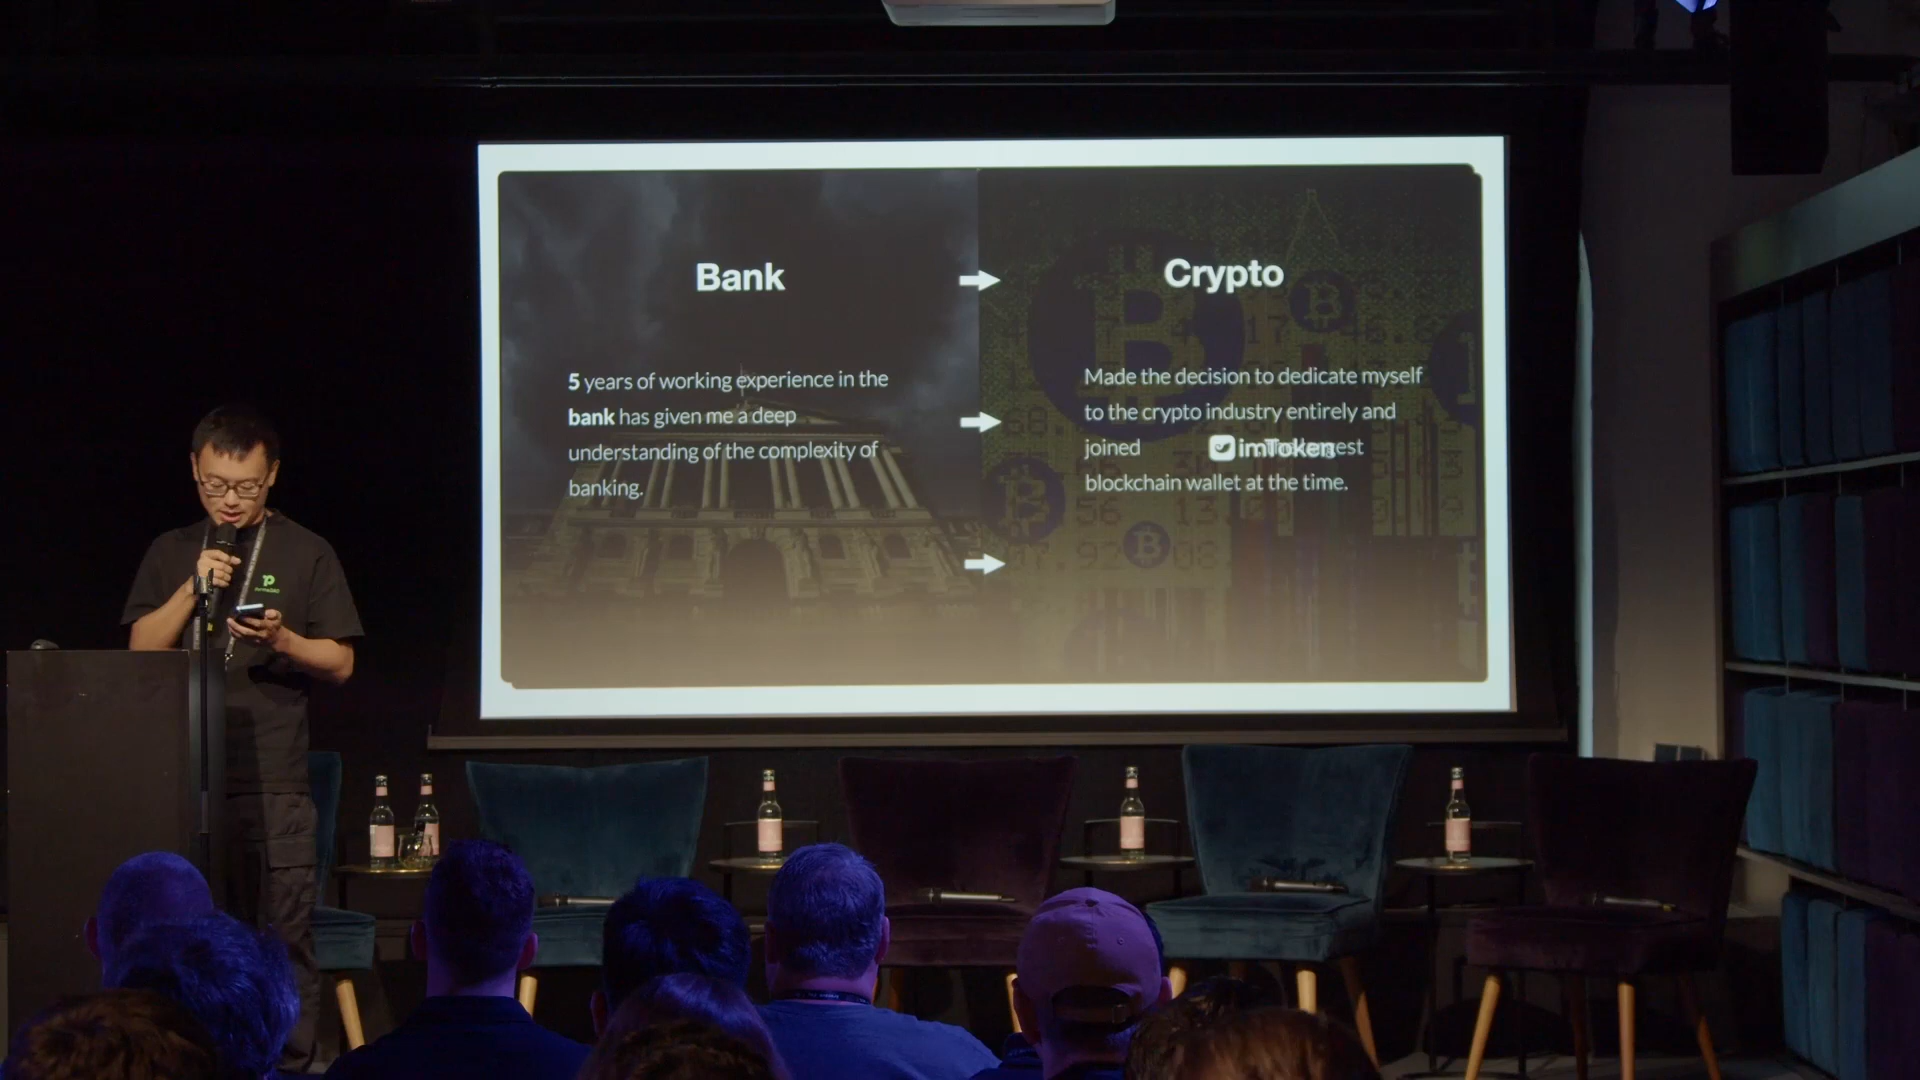 Bank
5 years of working experience in the
bank has given me a deep
understanding of the complexity of
banking.
Crypto
Made the decision to dedicate myself
to the crypto industry entirely and
joined imToken
blockchain wallet at the time.